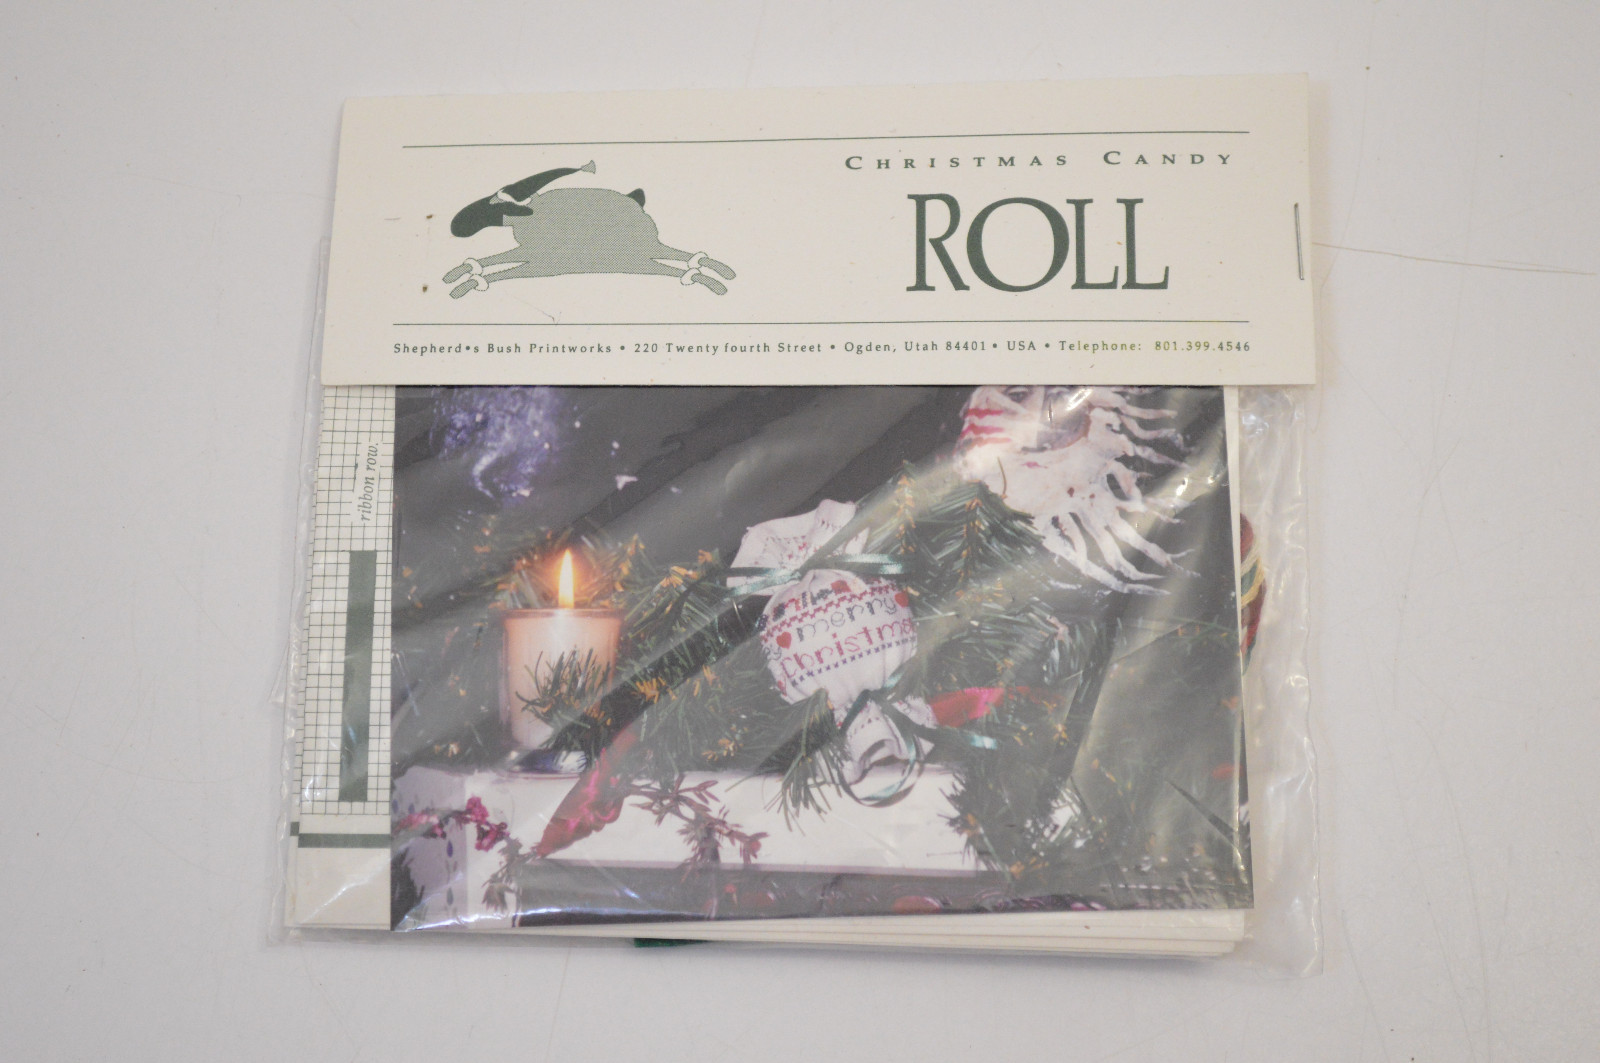 CHRISTMAS CANDY
ROLL
Shepherd•s Bush Printworks • 220 Twenty fourth Street • Ogden, Utah 84401 • USA • Telephone: 801.399.4546
ribbon row.
merry
Christma